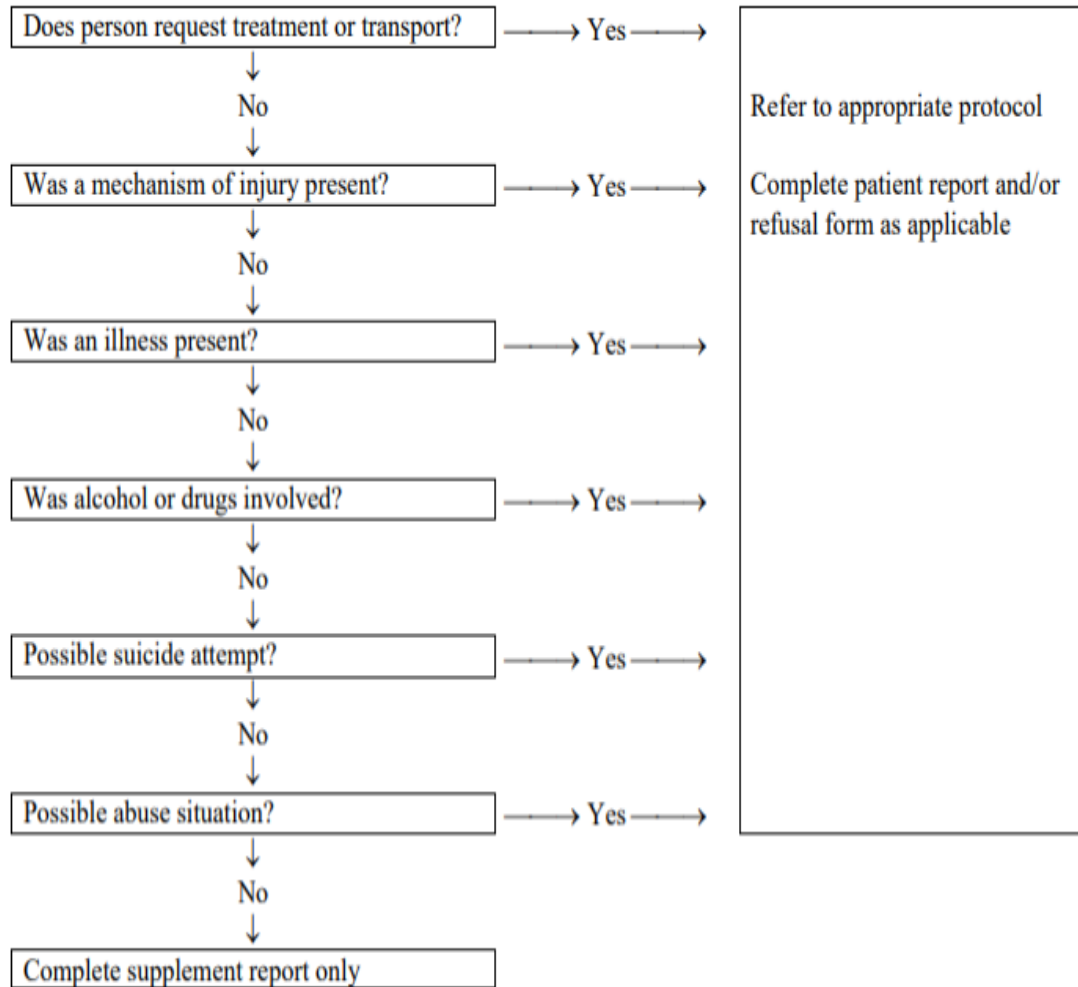 Does person request treatment or transport?
Yes
No
Refer to appropriate protocol
Was a mechanism of injury present?
Yes
Complete patient report and/or
refusal form as applicable
No
Was an illness present?
Yes
No
Was alcohol or drugs involved?
Yes
No
Possible suicide attempt?
Yes
No
Possible abuse situation?
Yes
No
Complete supplement report only